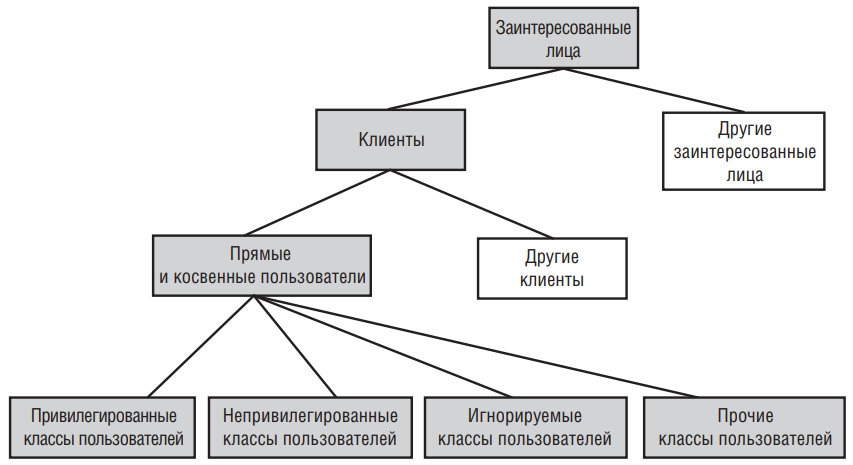 Заинтересованные
лица
Клиенты
Другие
заинтересованные
лица
Прямые
и косвенные пользователи
Другие
клиенты
Привилегированные
классы пользователей
Непривилегированные
классы пользователей
Игнорируемые
классы пользователей
Прочие
классы пользователей